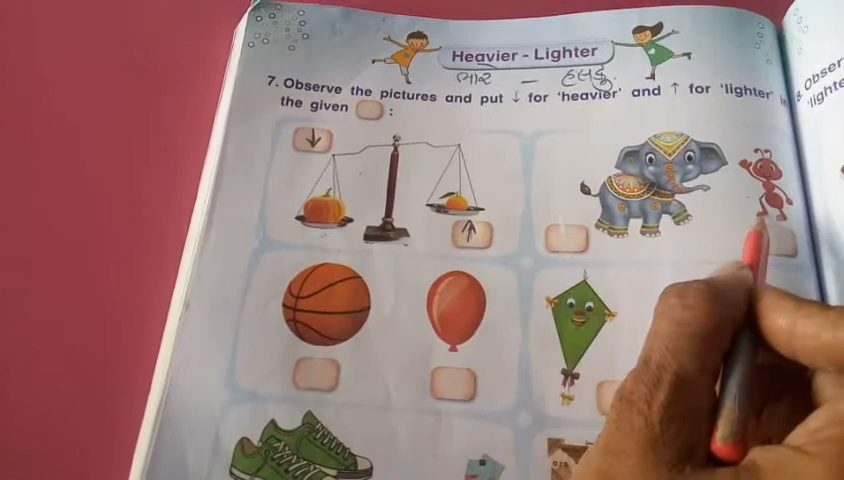 Heavier - Lighter
ભારે - હલકું
7. Observe the pictures and put ↓ for 'heavier' and ↑ for 'lighter' in
the given :
↓
↑
8. Obser
'lighte